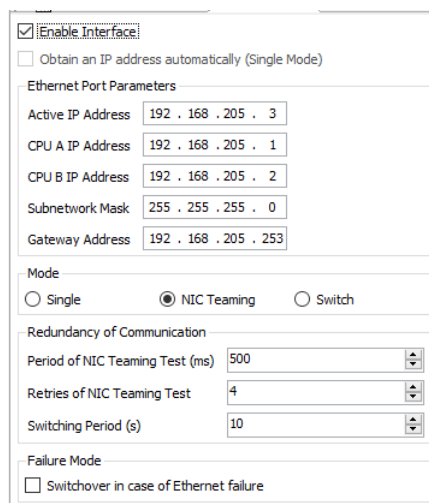 Enable Interface
Obtain an IP address automatically (Single Mode)
Ethernet Port Parameters
Active IP Address 192 . 168 . 205 . 3
CPU A IP Address 192 . 168 . 205 . 1
CPU B IP Address 192 . 168 . 205 . 2
Subnetwork Mask 255 . 255 . 255 . 0
Gateway Address 192 . 168 . 205 . 253
Mode
Single NIC Teaming Switch
Redundancy of Communication
Period of NIC Teaming Test (ms) 500
Retries of NIC Teaming Test 4
Switching Period (s) 10
Failure Mode
Switchover in case of Ethernet failure